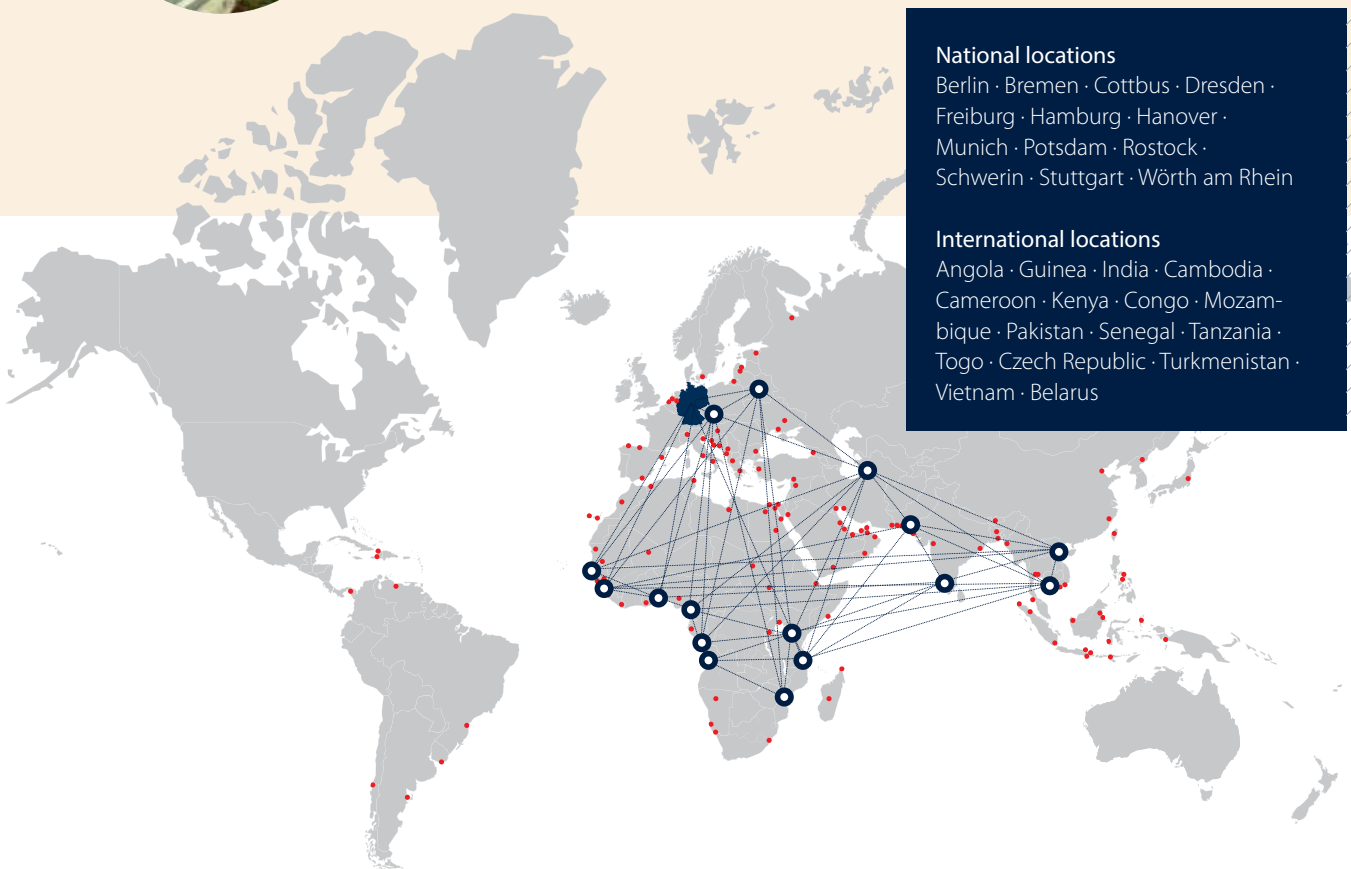 National locations
Berlin · Bremen · Cottbus · Dresden ·
Freiburg · Hamburg · Hanover ·
Munich · Potsdam · Rostock ·
Schwerin · Stuttgart · Wörth am Rhein
International locations
Angola · Guinea · India · Cambodia ·
Cameroon · Kenya · Congo · Mozam-
bique · Pakistan · Senegal · Tanzania ·
Togo · Czech Republic · Turkmenistan ·
Vietnam · Belarus